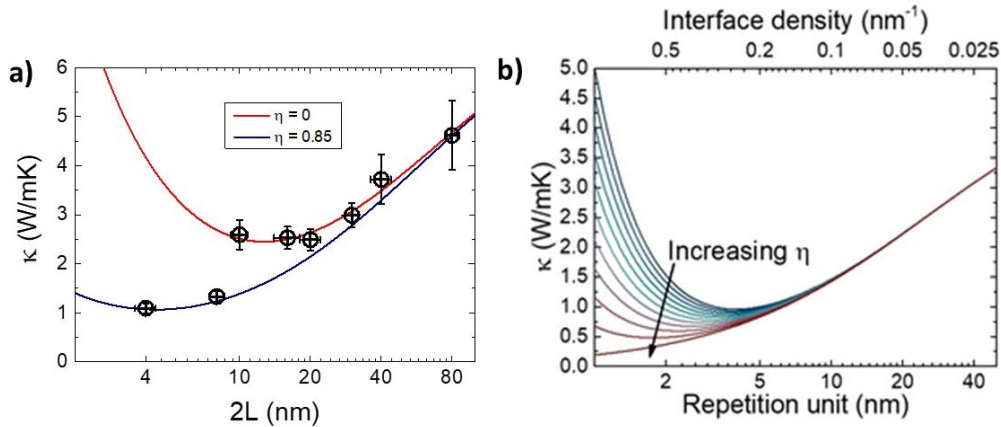 a)
6
5
4
3
2
1
0
κ (W/mK)
η = 0
η = 0.85
4 10 20 40 80
2L (nm)
b)
Interface density (nm⁻¹)
0.5 0.2 0.1 0.05 0.025
5.0
4.5
4.0
3.5
3.0
2.5
2.0
1.5
1.0
0.5
0.0
κ (W/mK)
Increasing η
2 5 10 20 40
Repetition unit (nm)